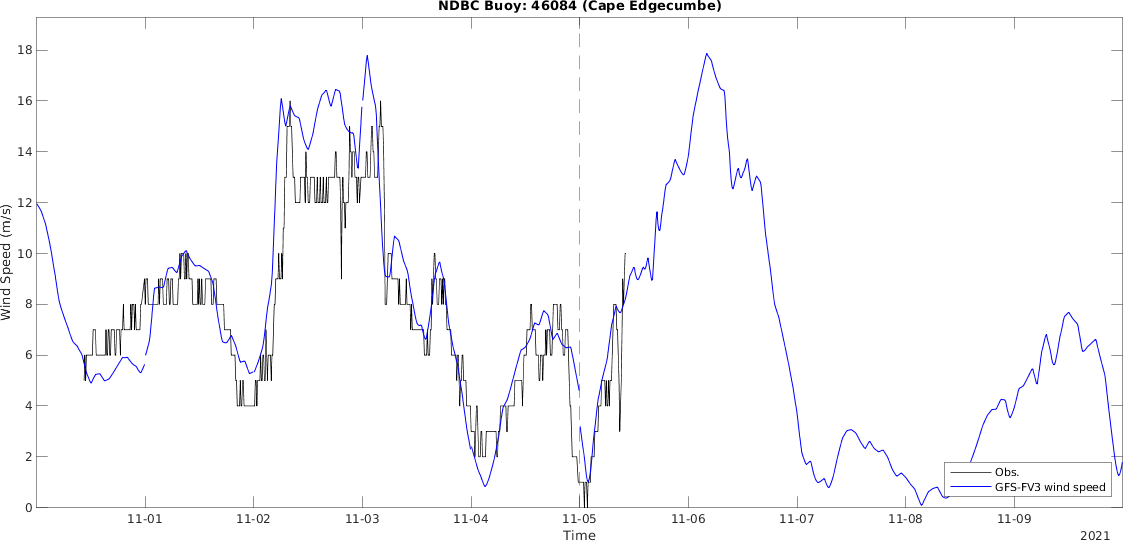 NDBC Buoy: 46084 (Cape Edgecumbe)
18
16
14
12
10
8
6
4
2
0
Wind Speed (m/s)
Obs.
GFS-FV3 wind speed
11-01 11-02 11-03 11-04 11-05 11-06 11-07 11-08 11-09
Time
2021